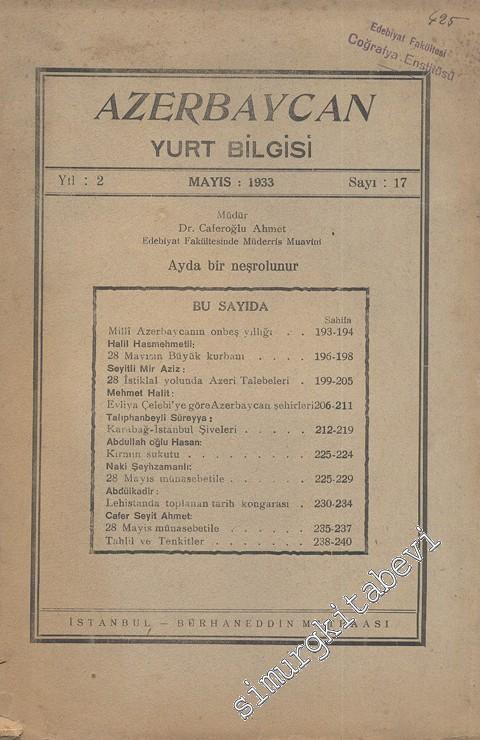 425
Edebiyat Fakültesi
Coğrafya Enstitüsü
AZERBAYCAN
YURT BİLGİSİ
Yıl : 2 MAYIS : 1933 Sayı : 17
Müdür
Dr. Caferoğlu Ahmet
Edebiyat Fakültesinde Müderris Muavini
Ayda bir neşrolunur
BU SAYIDA
Sahifa
Millî Azerbaycanın onbeş yıllığı . . 193-194
Halil Hasmehmetli:
28 Mayısın Büyük kurbanı . . . . 196-198
Seyitli Mir Aziz :
28 İstiklal yolunda Azeri Talebeleri . 199-205
Mehmet Halit:
Evliya Çelebi'ye göre Azerbaycan şehirleri 206-211
Talıphanbeyli Süreyya :
Karabağ-İstanbul Şiveleri . . . . . 212-219
Abdullah oğlu Hasan:
Kırımın sukutu . . . . . . . . 225-224
Naki Şeyhzamanlı:
28 Mayıs münasebetile . . . . . . 225-229
Abdülkadir :
Lehistanda toplanan tarih kongarası . 230-234
Cafer Seyit Ahmet:
28 Mayıs münasebetile . . . . . . 235-237
Tahlil ve Tenkitler . . . . . . . 238-240
İSTANBUL — BÜRHANEDDİN MATBAASI
simurgkitabevi